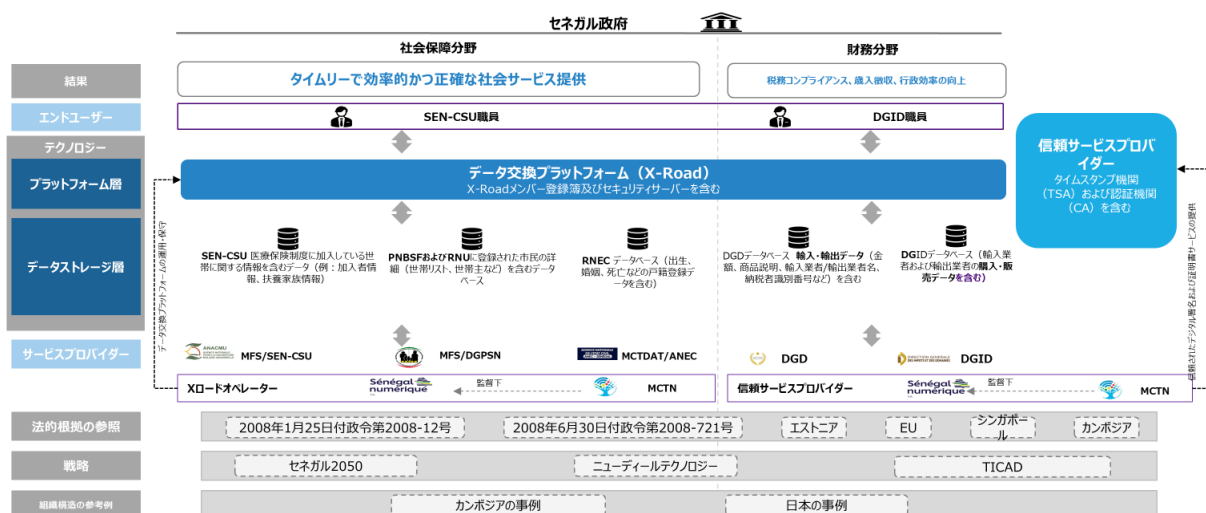 セネガル政府
社会保障分野
財務分野
結果
タイムリーで効率的かつ正確な社会サービス提供
税務コンプライアンス、歳入徴収、行政効率の向上
エンドユーザー
SEN-CSU職員
DGID職員
テクノロジー
プラットフォーム層
データ交換プラットフォーム（X-Road）
X-Roadメンバー登録簿及びセキュリティサーバーを含む
信頼サービスプロバ
イダー
タイムスタンプ機関
（TSA）および認証機関
（CA）を含む
データストレージ層
SEN-CSU 医療保険制度に加入している世
帯に関する情報を含むデータ（例：加入者情
報、扶養家族情報）
PNBSFおよびRNUに登録された市民の詳
細（世帯リスト、世帯主など）を含むデータ
ベース
RNEC データベース（出生、
婚姻、死亡などの戸籍登録デ
ータを含む）
DGDデータベース 輸入・輸出データ（金
額、商品説明、輸入業者/輸出業者名、
納税者識別番号など）を含む
DGIDデータベース（輸入業
者および輸出業者の購入・販
売データを含む）
データ交換プラットフォームの運用・保守
信頼されたデジタル署名および証明書サービスの提供
サービスプロバイダー
ANACMU
MFS/SEN-CSU
MFS/DGPSN
MCTDAT/ANEC
DGD
DIRECTION GENERALE
DES IMPOTS ET DES DOMAINES
DGID
Xロードオペレーター
Sénégal
numérique
監督下
MCTN
信頼サービスプロバイダー
Sénégal
numérique
監督下
MCTN
法的根拠の参照
2008年1月25日付政令第2008-12号
2008年6月30日付政令第2008-721号
エストニア
EU
シンガポー
ル
カンボジア
戦略
セネガル2050
ニューディールテクノロジー
TICAD
組織構造の参考例
カンボジアの事例
日本の事例